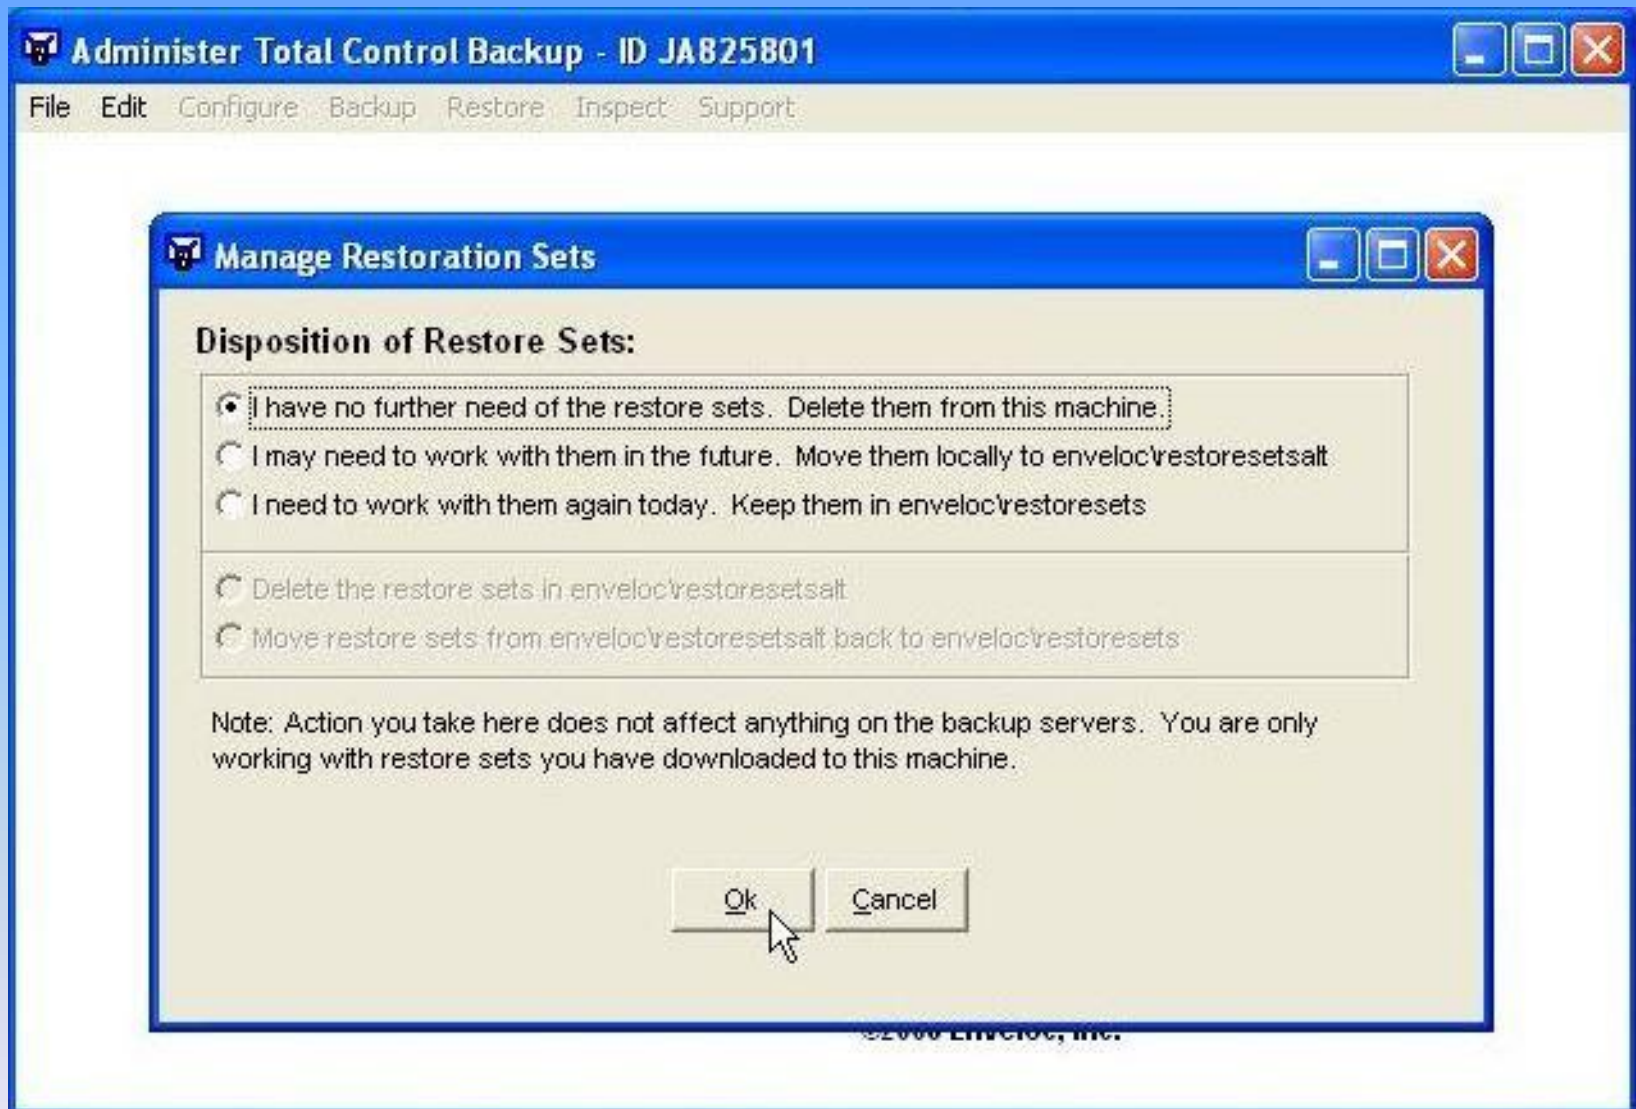 Administer Total Control Backup - ID JA825801
File Edit Configure Backup Restore Inspect Support
Manage Restoration Sets
Disposition of Restore Sets:
I have no further need of the restore sets. Delete them from this machine.
I may need to work with them in the future. Move them locally to enveloc\restoresetsalt
I need to work with them again today. Keep them in enveloc\restoresets
Delete the restore sets in enveloc\restoresetsalt
Move restore sets from enveloc\restoresetsalt back to enveloc\restoresets
Note: Action you take here does not affect anything on the backup servers. You are only
working with restore sets you have downloaded to this machine.
Ok Cancel
Enveloc, Inc.